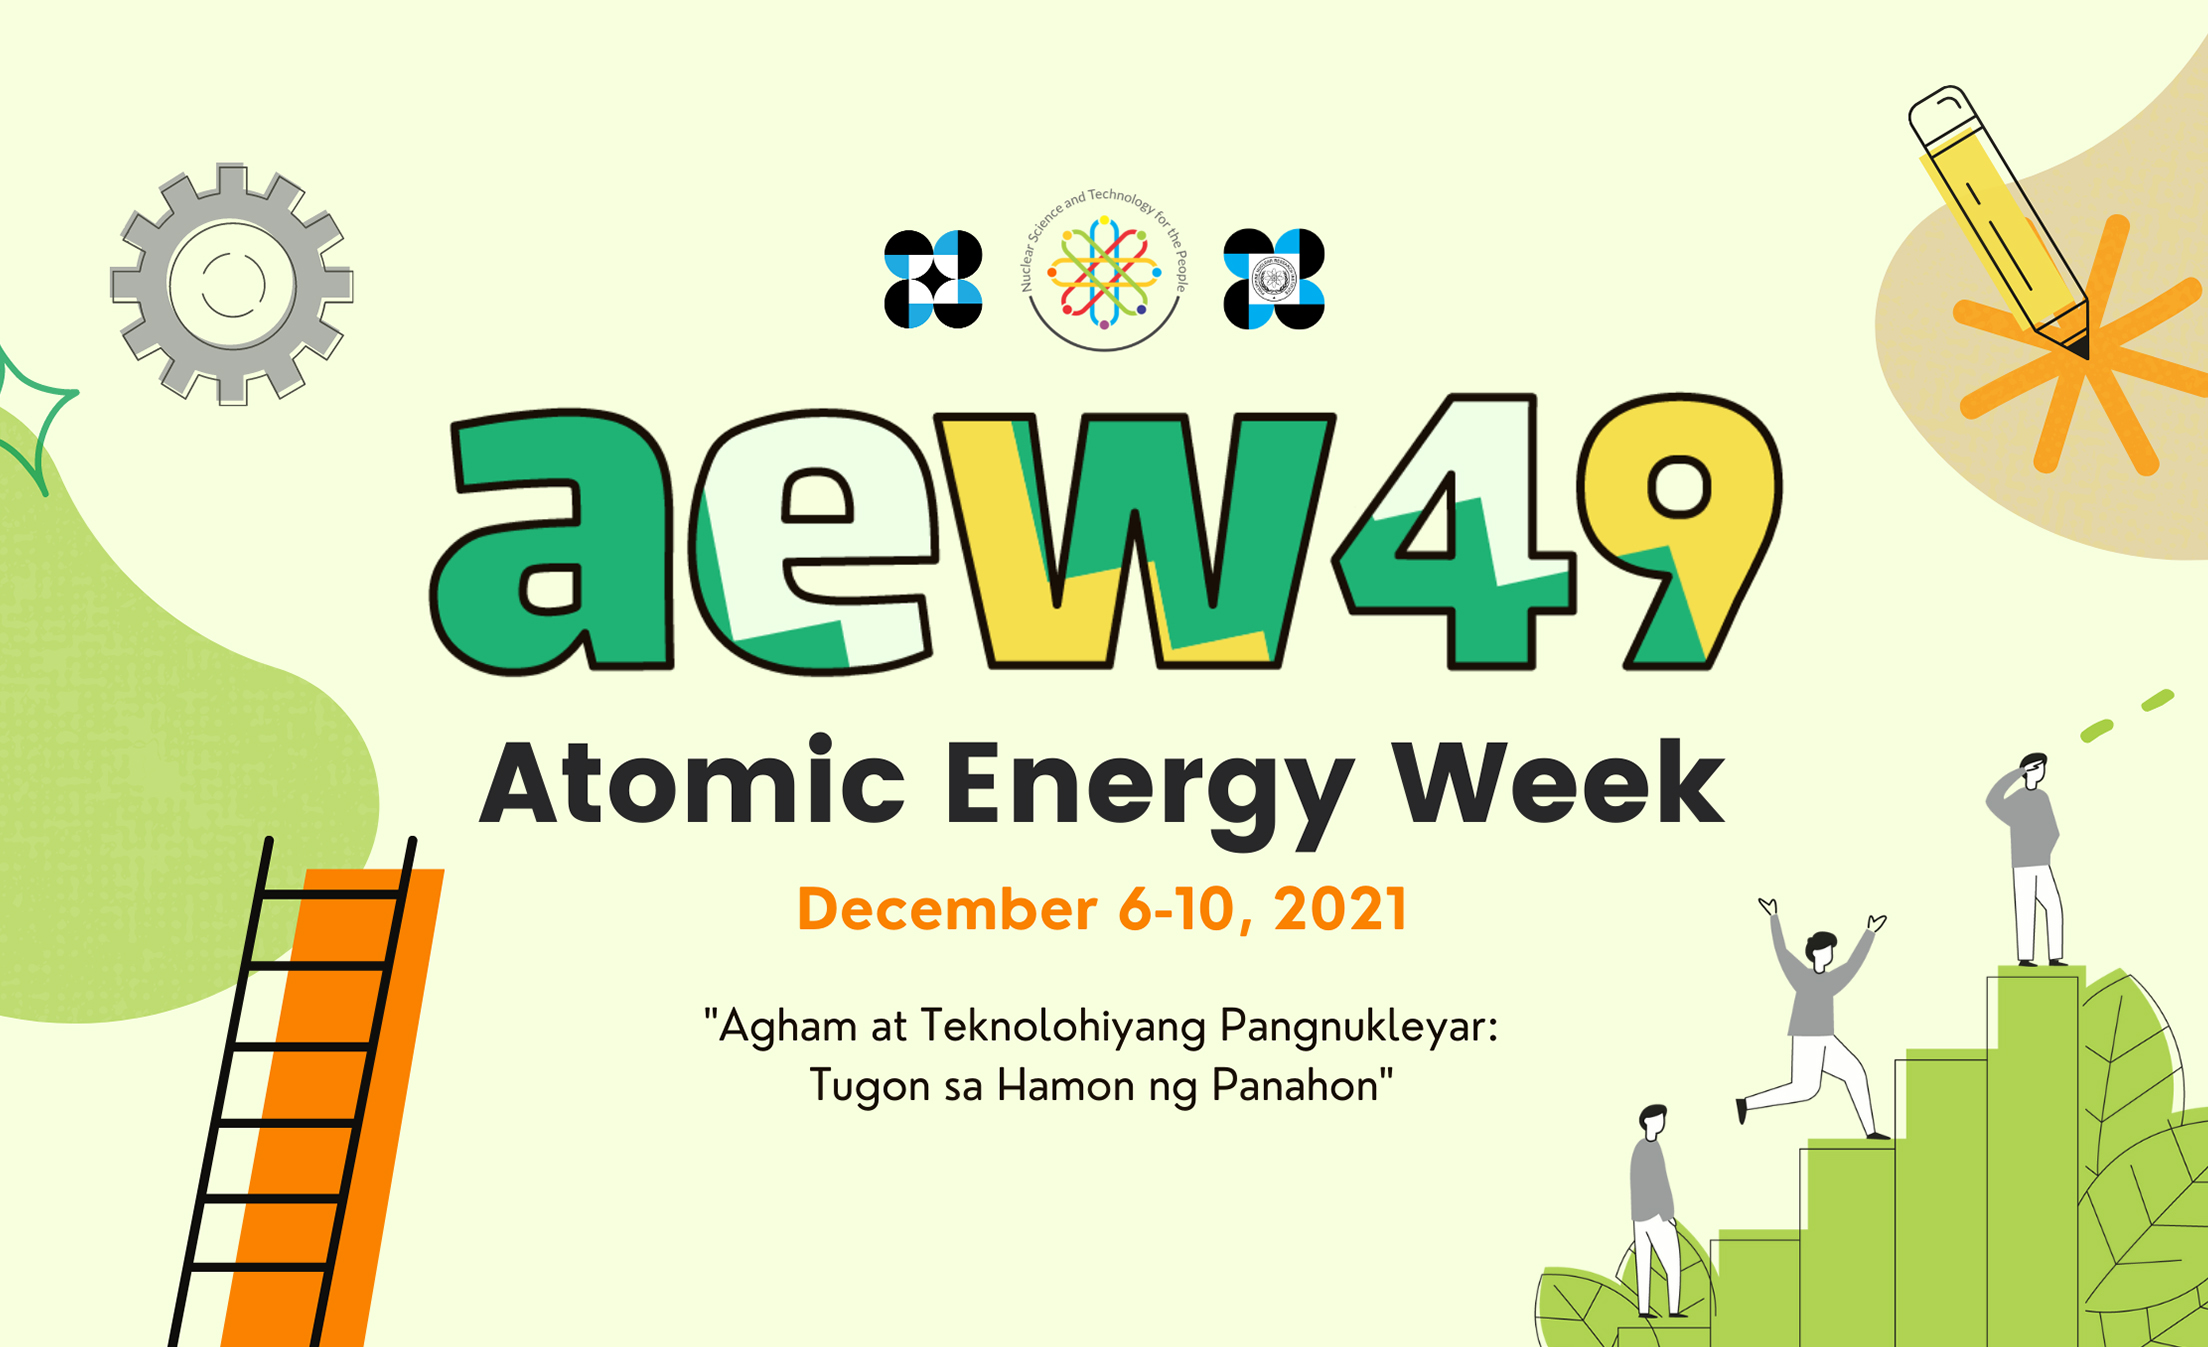 Nuclear Science and Technology for the People
aew49
Atomic Energy Week
December 6-10, 2021
"Agham at Teknolohiyang Pangnukleyar:
Tugon sa Hamon ng Panahon"